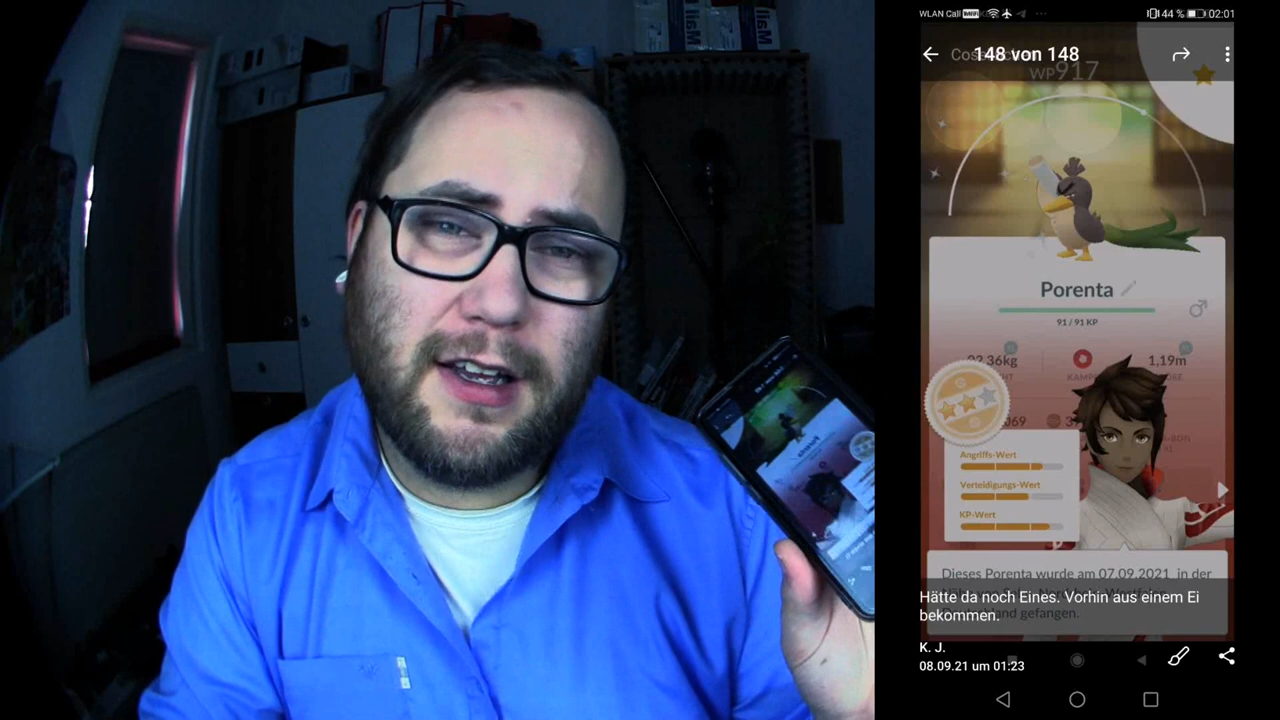 WLAN Call
44 %
02:01
148 von 148
WP917
Porenta
91 / 91 KP
1,19m
Angriffs-Wert
Verteidigungs-Wert
KP-Wert
Dieses Porenta wurde am 07.09.2021 in der
gefangen.
Hätte da noch Eines. Vorhin aus einem Ei
bekommen.
K. J.
08.09.21 um 01:23